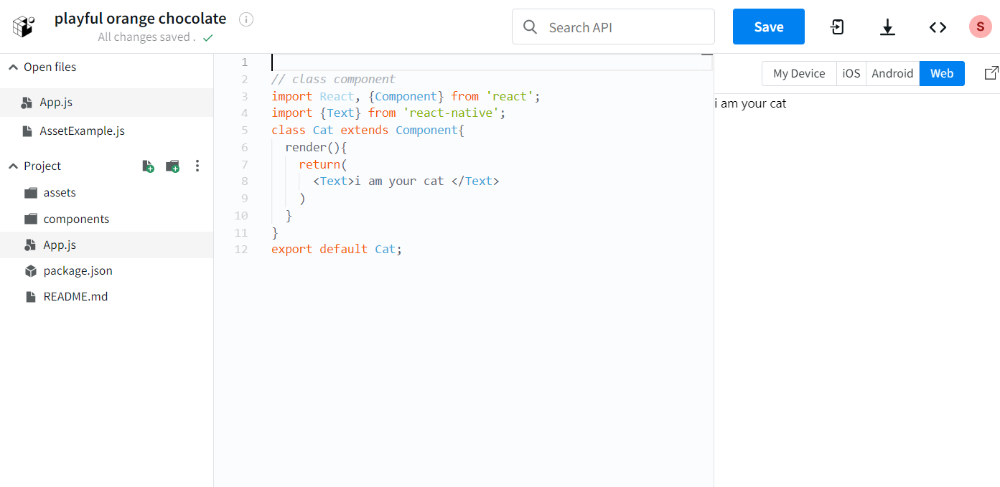 playful orange chocolate
All changes saved .
Search API
Save
S
Open files
App.js
AssetExample.js
Project
assets
components
App.js
package.json
README.md
1
2 // class component
3 import React, {Component} from 'react';
4 import {Text} from 'react-native';
5 class Cat extends Component{
6 render(){
7 return(
8 <Text>i am your cat </Text>
9 )
10 }
11 }
12 export default Cat;
My Device iOS Android Web
i am your cat